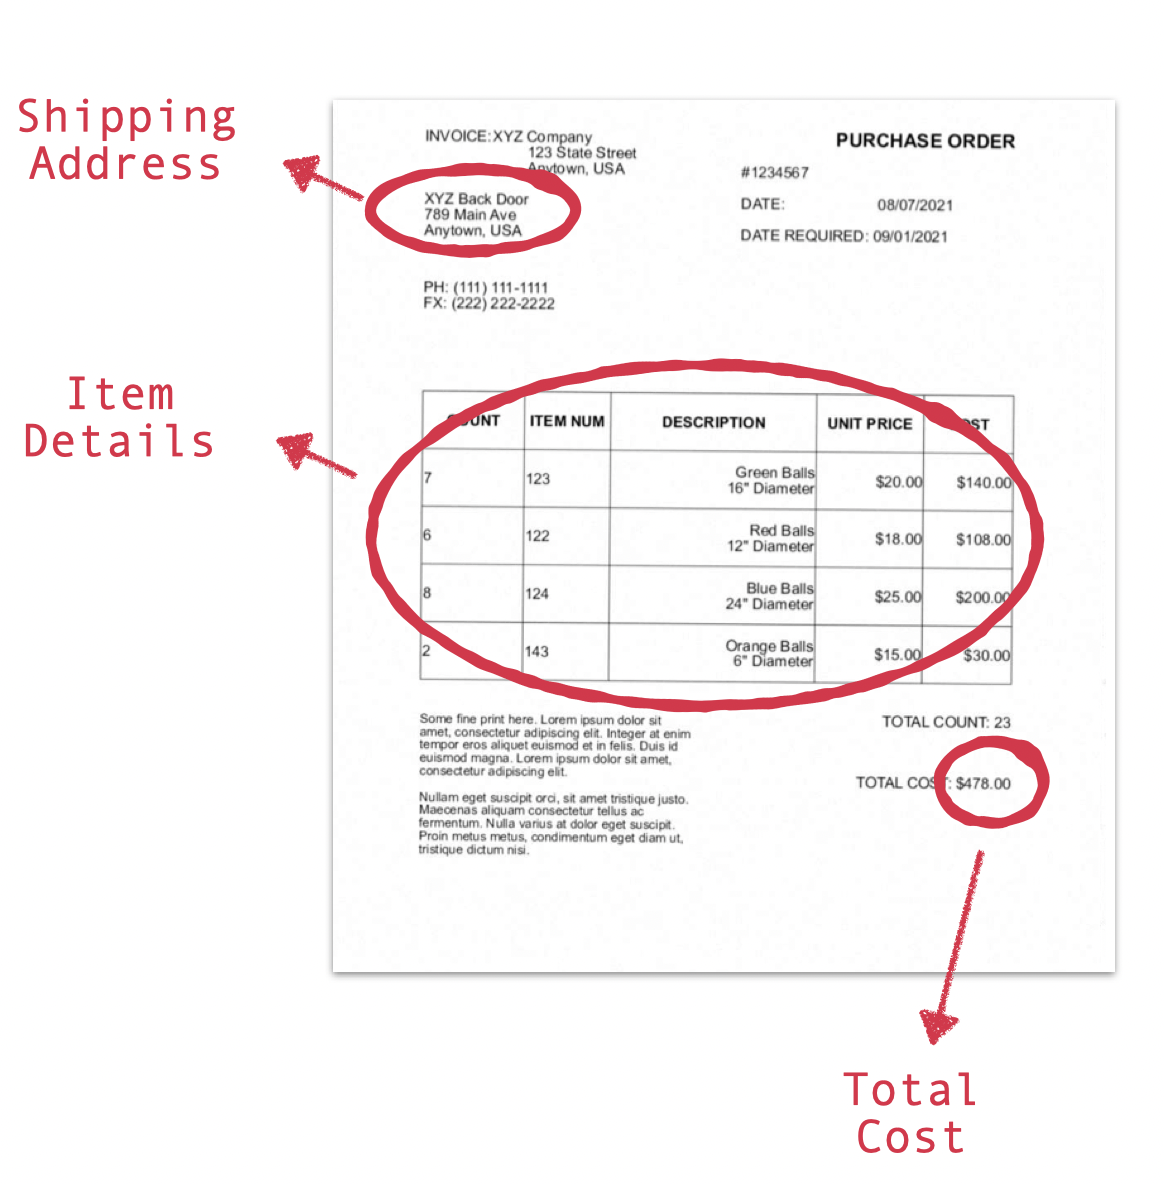 Shipping
Address
INVOICE: XYZ Company
123 State Street
Anytown, USA
XYZ Back Door
789 Main Ave
Anytown, USA
PH: (111) 111-1111
FX: (222) 222-2222
PURCHASE ORDER
#1234567
DATE: 08/07/2021
DATE REQUIRED: 09/01/2021
Item
Details
COUNT ITEM NUM DESCRIPTION UNIT PRICE COST
7 123 Green Balls $20.00 $140.00
16" Diameter
6 122 Red Balls $18.00 $108.00
12" Diameter
8 124 Blue Balls $25.00 $200.00
24" Diameter
2 143 Orange Balls $15.00 $30.00
6" Diameter
Some fine print here. Lorem ipsum dolor sit
amet, consectetur adipiscing elit. Integer at enim
tempor eros aliquet euismod et in felis. Duis id
euismod magna. Lorem ipsum dolor sit amet,
consectetur adipiscing elit.
Nullam eget suscipit orci, sit amet tristique justo.
Maecenas aliquam consectetur tellus ac
fermentum. Nulla varius at dolor eget suscipit.
Proin metus metus, condimentum eget diam ut,
tristique dictum nisi.
TOTAL COUNT: 23
TOTAL COST: $478.00
Total
Cost